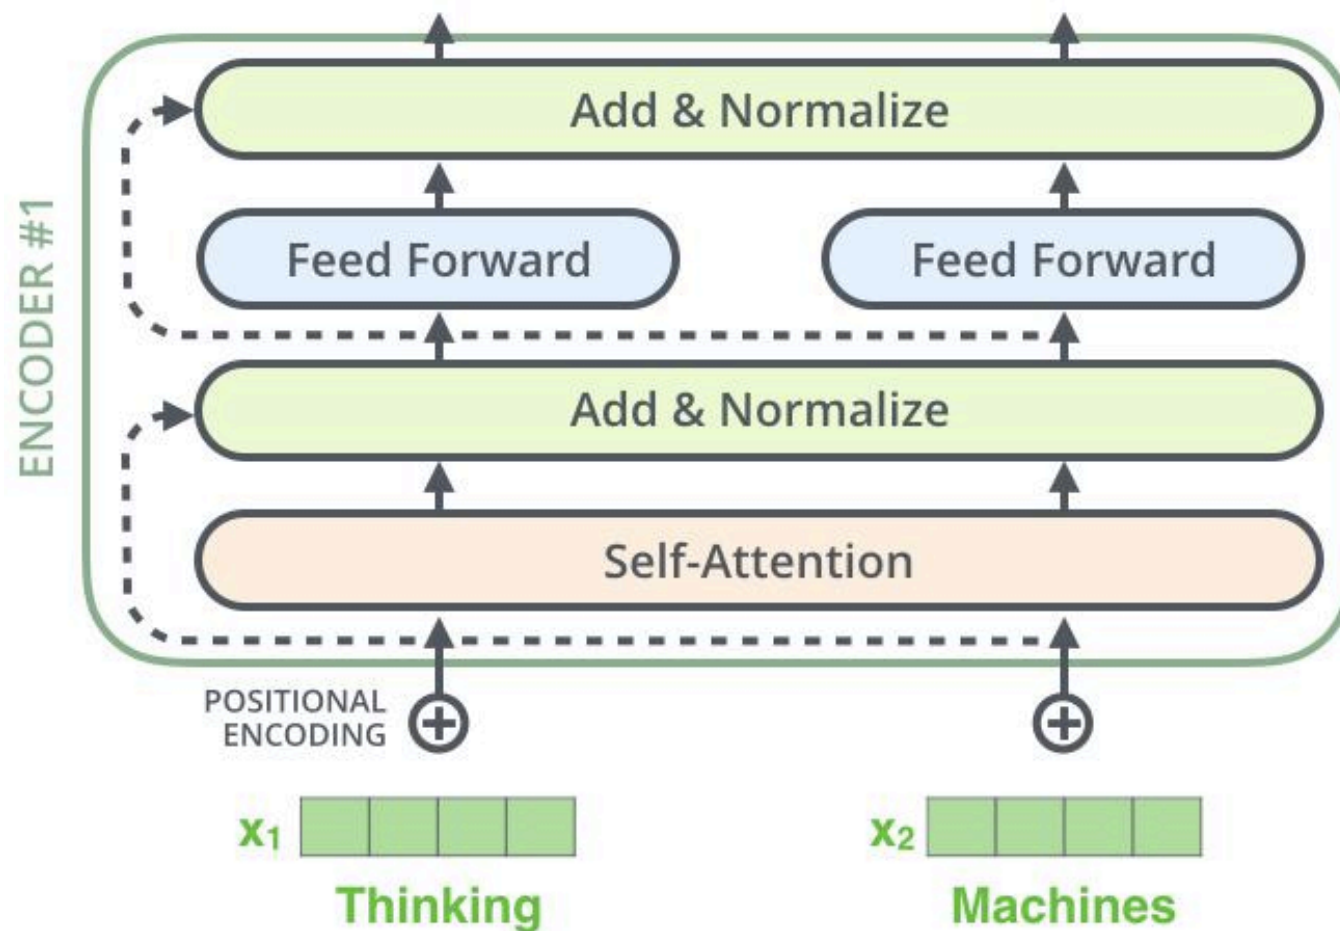 ENCODER #1
Add & Normalize
Feed Forward
Feed Forward
Add & Normalize
Self-Attention
POSITIONAL
ENCODING
x₁
x₂
Thinking
Machines